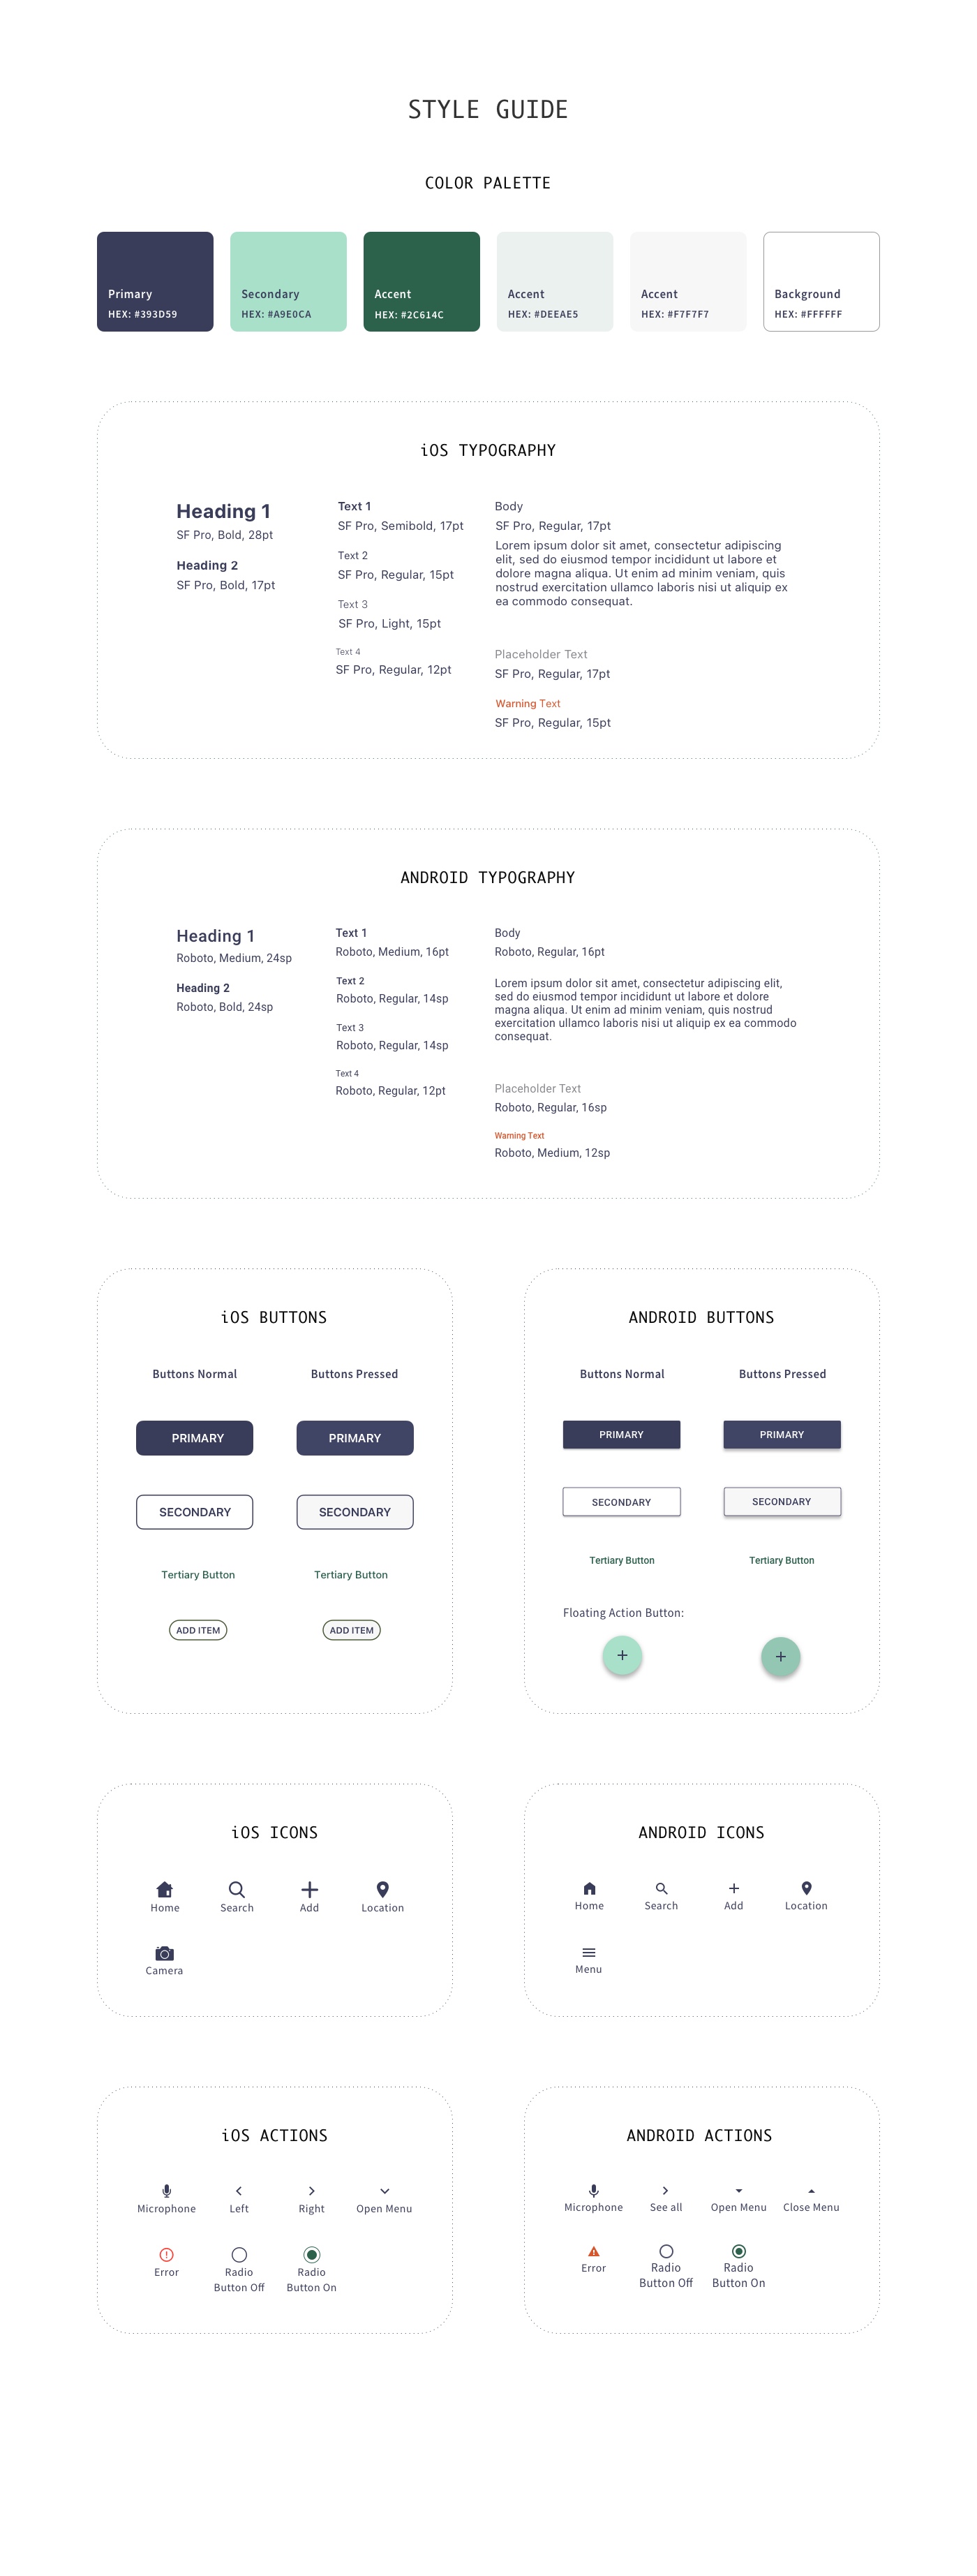 STYLE GUIDE
COLOR PALETTE
Primary
HEX: #393D59
Secondary
HEX: #A9E0CA
Accent
HEX: #2C614C
Accent
HEX: #DEEAE5
Accent
HEX: #F7F7F7
Background
HEX: #FFFFFF
iOS TYPOGRAPHY
Heading 1
SF Pro, Bold, 28pt
Heading 2
SF Pro, Bold, 17pt
Text 1
SF Pro, Semibold, 17pt
Text 2
SF Pro, Regular, 15pt
Text 3
SF Pro, Light, 15pt
Text 4
SF Pro, Regular, 12pt
Body
SF Pro, Regular, 17pt
Lorem ipsum dolor sit amet, consectetur adipiscing
elit, sed do eiusmod tempor incididunt ut labore et
dolore magna aliqua. Ut enim ad minim veniam, quis
nostrud exercitation ullamco laboris nisi ut aliquip ex
ea commodo consequat.
Placeholder Text
SF Pro, Regular, 17pt
Warning Text
SF Pro, Regular, 15pt
ANDROID TYPOGRAPHY
Heading 1
Roboto, Medium, 24sp
Heading 2
Roboto, Bold, 24sp
Text 1
Roboto, Medium, 16pt
Text 2
Roboto, Regular, 14sp
Text 3
Roboto, Regular, 14sp
Text 4
Roboto, Regular, 12pt
Body
Roboto, Regular, 16pt
Lorem ipsum dolor sit amet, consectetur adipiscing elit,
sed do eiusmod tempor incididunt ut labore et dolore
magna aliqua. Ut enim ad minim veniam, quis nostrud
exercitation ullamco laboris nisi ut aliquip ex ea commodo
consequat.
Placeholder Text
Roboto, Regular, 16sp
Warning Text
Roboto, Medium, 12sp
iOS BUTTONS
Buttons Normal
Buttons Pressed
PRIMARY
PRIMARY
SECONDARY
SECONDARY
Tertiary Button
Tertiary Button
ADD ITEM
ADD ITEM
ANDROID BUTTONS
Buttons Normal
Buttons Pressed
PRIMARY
PRIMARY
SECONDARY
SECONDARY
Tertiary Button
Tertiary Button
Floating Action Button:
iOS ICONS
Home
Search
Add
Location
Camera
ANDROID ICONS
Home
Search
Add
Location
Menu
iOS ACTIONS
Microphone
Left
Right
Open Menu
Error
Radio
Button Off
Radio
Button On
ANDROID ACTIONS
Microphone
See all
Open Menu
Close Menu
Error
Radio
Button Off
Radio
Button On